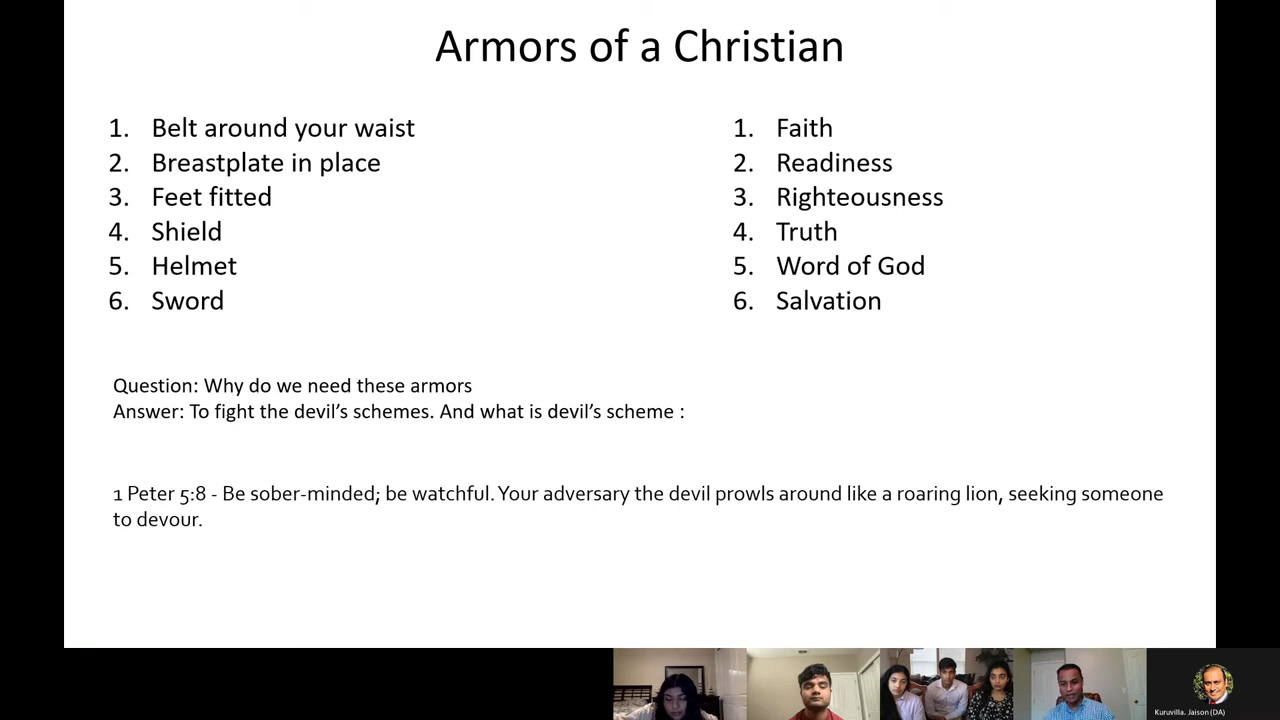 Armors of a Christian
1. Belt around your waist
2. Breastplate in place
3. Feet fitted
4. Shield
5. Helmet
6. Sword
1. Faith
2. Readiness
3. Righteousness
4. Truth
5. Word of God
6. Salvation
Question: Why do we need these armors
Answer: To fight the devil’s schemes. And what is devil’s scheme :
1 Peter 5:8 - Be sober-minded; be watchful. Your adversary the devil prowls around like a roaring lion, seeking someone
to devour.
Kuruvilla. Jaison (DA)